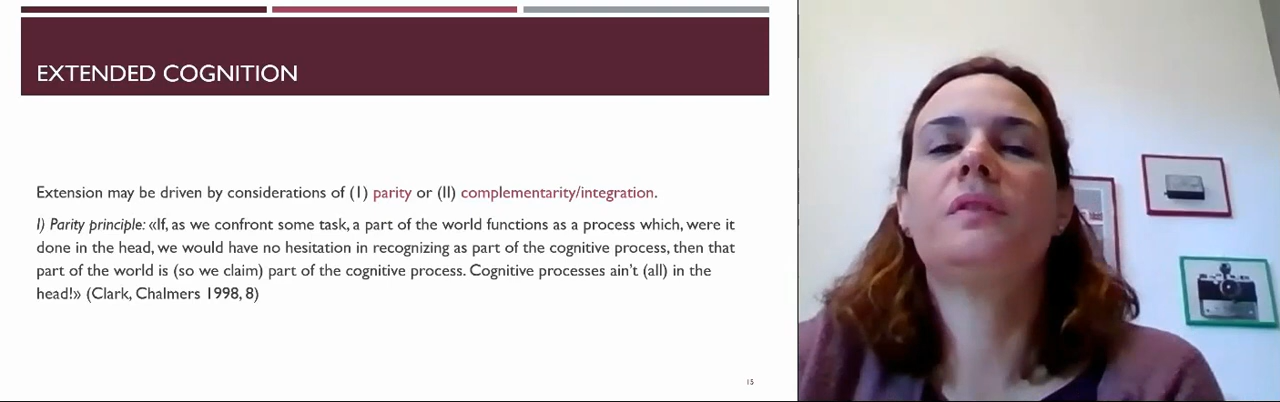 EXTENDED COGNITION
Extension may be driven by considerations of (I) parity or (II) complementarity/integration.
I) Parity principle: «If, as we confront some task, a part of the world functions as a process which, were it
done in the head, we would have no hesitation in recognizing as part of the cognitive process, then that
part of the world is (so we claim) part of the cognitive process. Cognitive processes ain't (all) in the
head!» (Clark, Chalmers 1998, 8)
15